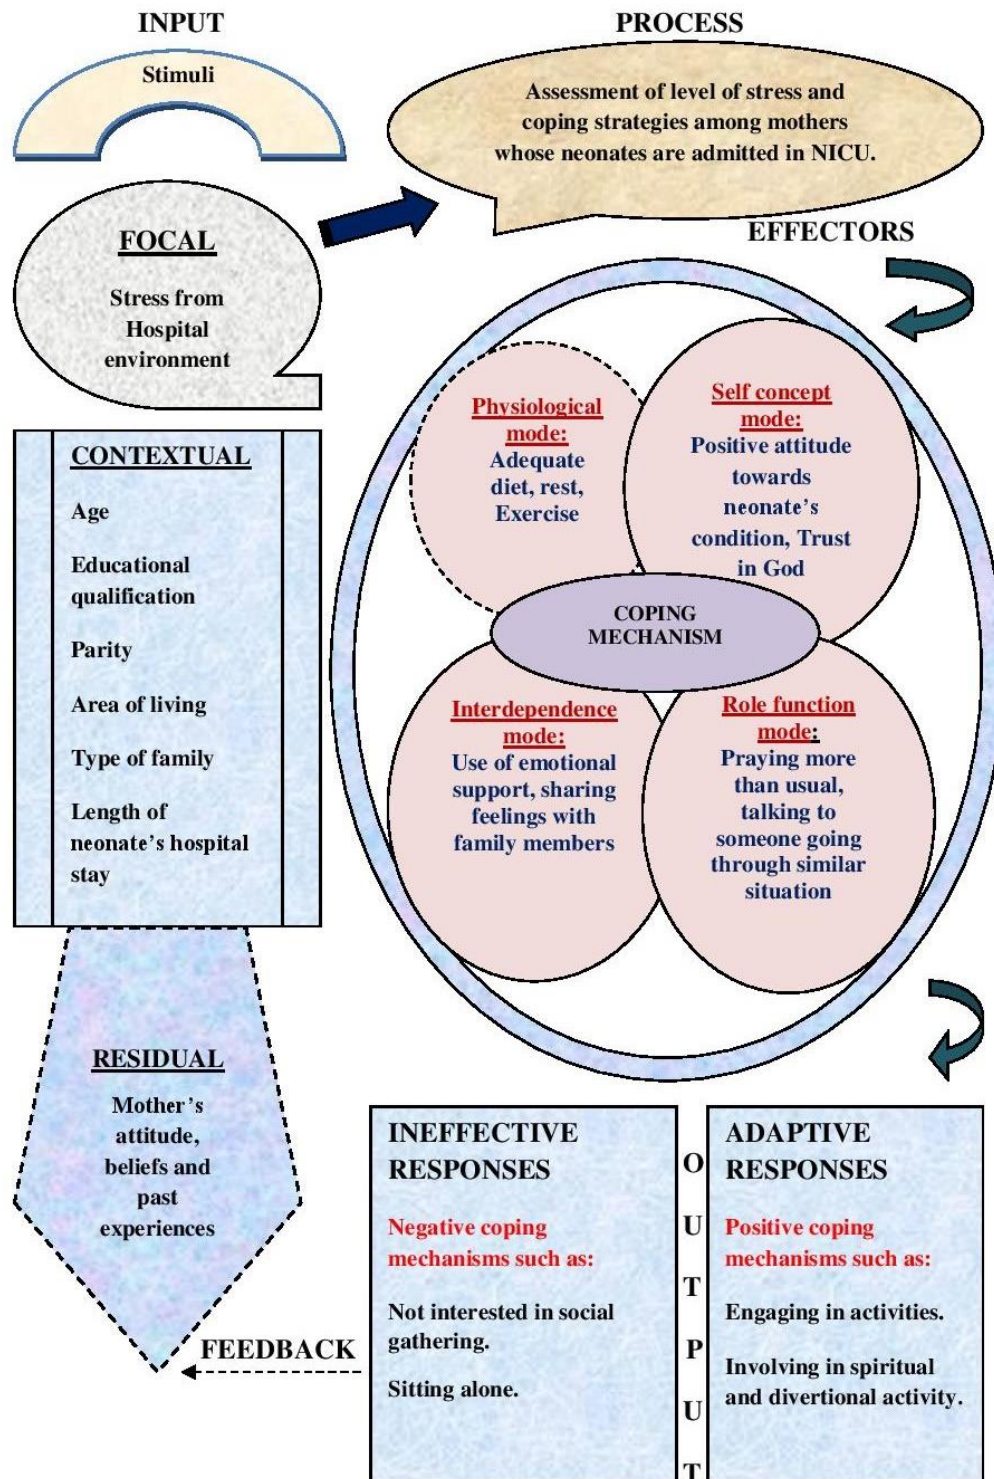 INPUT
Stimuli
FOCAL
Stress from
Hospital
environment
CONTEXTUAL
Age
Educational
qualification
Parity
Area of living
Type of family
Length of
neonate's hospital
stay
RESIDUAL
Mother's
attitude,
beliefs and
past
experiences
PROCESS
Assessment of level of stress and
coping strategies among mothers
whose neonates are admitted in NICU.
EFFECTORS
Physiological
mode:
Adequate
diet, rest,
Exercise
Self concept
mode:
Positive attitude
towards
neonate's
condition, Trust
in God
COPING
MECHANISM
Interdependence
mode:
Use of emotional
support, sharing
feelings with
family members
Role function
mode:
Praying more
than usual,
talking to
someone going
through similar
situation
INEFFECTIVE
RESPONSES
Negative coping
mechanisms such as:
Not interested in social
gathering.
Sitting alone.
O
U
T
P
U
T
ADAPTIVE
RESPONSES
Positive coping
mechanisms such as:
Engaging in activities.
Involving in spiritual
and divertional activity.
FEEDBACK